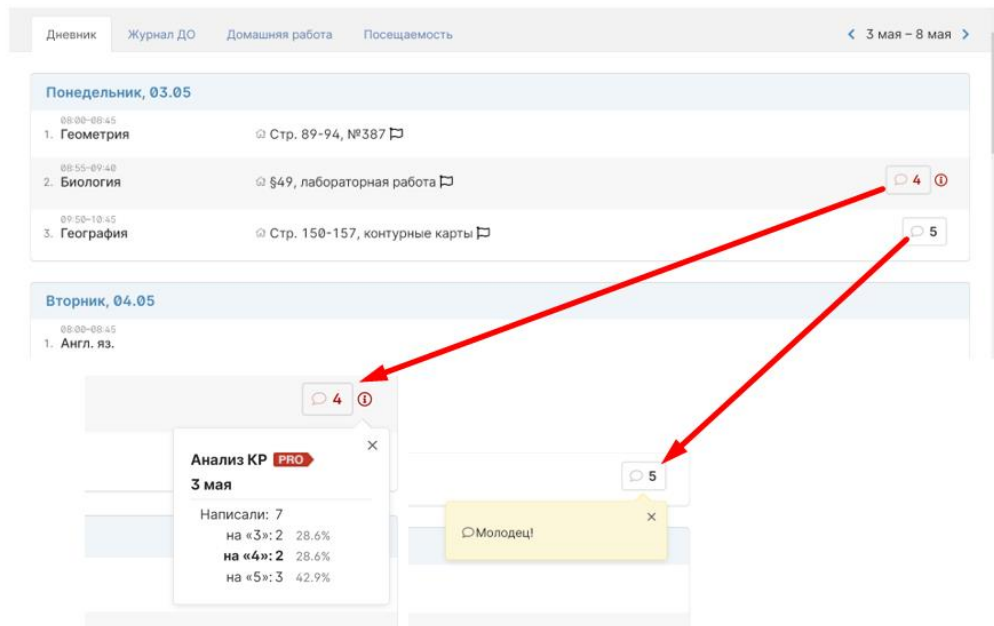 Дневник Журнал ДО Домашняя работа Посещаемость 3 мая – 8 мая
Понедельник, 03.05
08:00-08:45
1. Геометрия Стр. 89-94, №387
08:55-09:40
2. Биология §49, лабораторная работа 4
09:50-10:45
3. География Стр. 150-157, контурные карты 5
Вторник, 04.05
08:00-08:45
1. Англ. яз.
4
Анализ КР PRO
3 мая
Написали: 7
на «3»: 2 28.6%
на «4»: 2 28.6%
на «5»: 3 42.9%
5
Молодец!